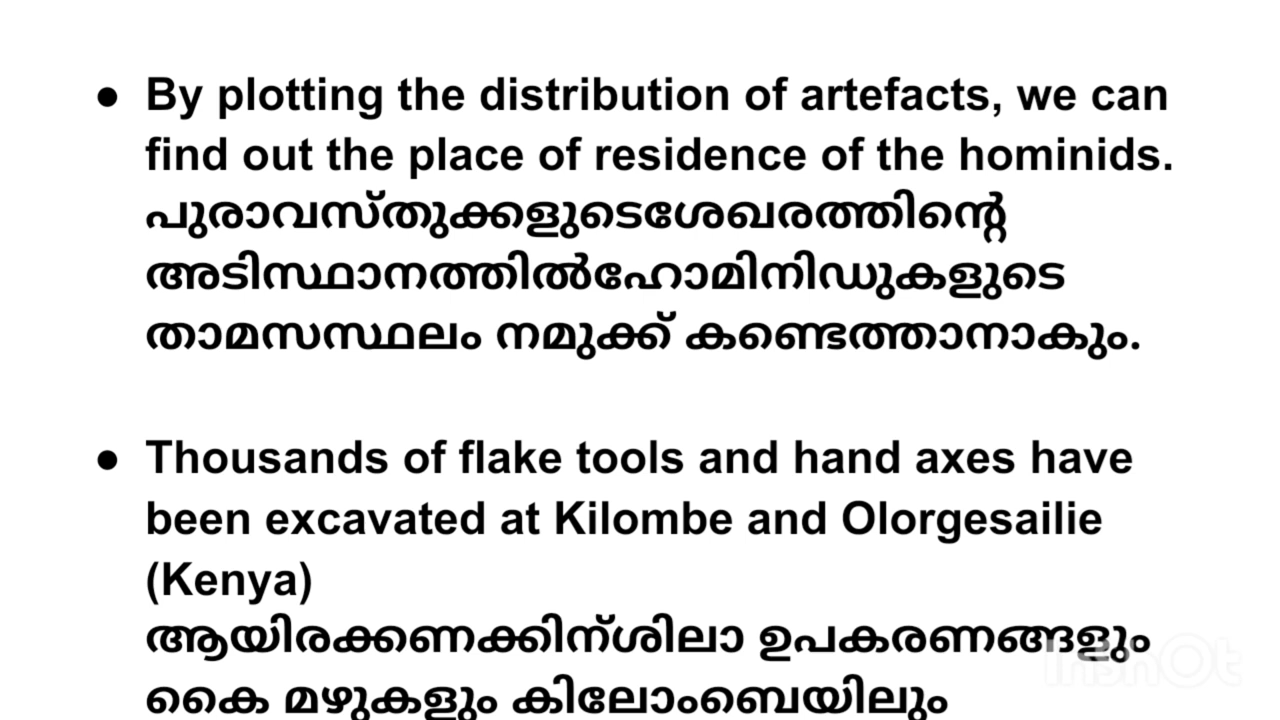 ● By plotting the distribution of artefacts, we can
find out the place of residence of the hominids.
പുരാവസ്തുക്കളുടെശേഖരത്തിന്റെ
അടിസ്ഥാനത്തിൽഹോമിനിഡുകളുടെ
താമസസ്ഥലം നമുക്ക് കണ്ടെത്താനാകും.
● Thousands of flake tools and hand axes have
been excavated at Kilombe and Olorgesailie
(Kenya)
ആയിരക്കണക്കിന്ശിലാ ഉപകരണങ്ങളും
കൈ മഴുകളും കിലോംബെയിലും
InShOt